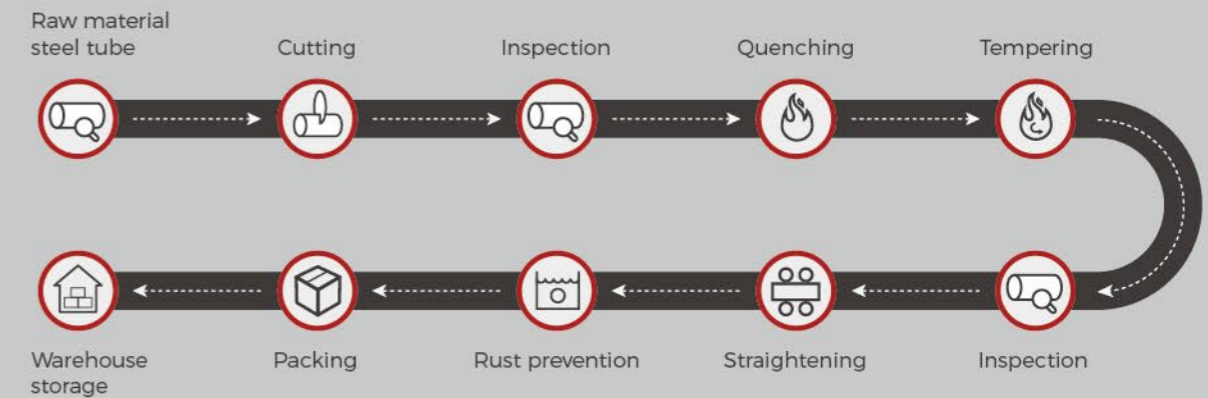 Raw material
steel tube
Cutting
Inspection
Quenching
Tempering
Warehouse
storage
Packing
Rust prevention
Straightening
Inspection